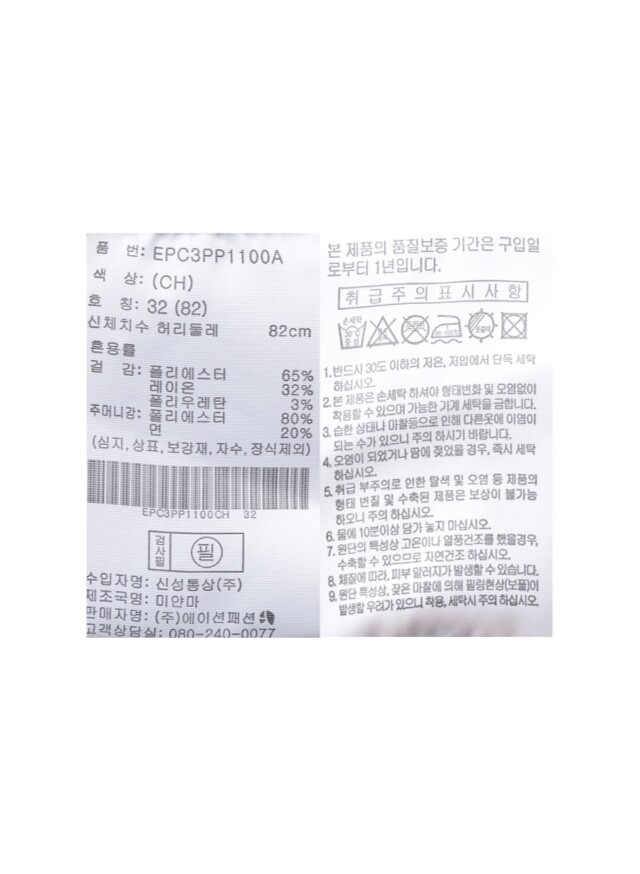 품 번: EPC3PP1100A
색 상: (CH)
호 칭: 32 (82)
신체치수 허리둘레 82cm
혼용률
겉 감: 폴리에스터 65%
레이온 32%
폴리우레탄 3%
주머니감: 폴리에스터 80%
면 20%
(심지, 상표, 보강재, 자수, 장식제외)
EPC3PP1100CH 32
검사필 필
수입자명: 신성통상(주)
제조국명: 미얀마
판매자명: (주)에이션패션
고객상담실: 080-240-0077
본 제품의 품질보증 기간은 구입일
로부터 1년입니다.
취급주의표시사항
손세탁 30℃ 중성
1. 반드시 30도 이하의 저온, 저압에서 단독 세탁
하십시오.
2. 본 제품은 손세탁 하셔야 형태변화 및 오염없이
착용할 수 있으며 가능한 기계 세탁을 금합니다.
3. 습한 상태나 마찰등으로 인해 다른옷에 이염이
되는 수가 있으니 주의 하시기 바랍니다.
4. 오염이 되었거나 땀에 젖었을 경우, 즉시 세탁
하십시오.
5. 취급 부주의로 인한 탈색 및 오염 등 제품의
형태 변질 및 수축된 제품은 보상이 불가능
하오니 주의 하십시오.
6. 물에 10분이상 담가 놓지 마십시오.
7. 원단의 특성상 고온이나 열풍건조를 했을경우,
수축할 수 있으므로 자연건조 하십시오.
8. 체질에 따라, 피부 알러지가 발생할 수 있습니다.
9. 원단 특성상, 잦은 마찰에 의해 필링현상(보풀)이
발생할 우려가 있으니 착용, 세탁시 주의 하십시오.